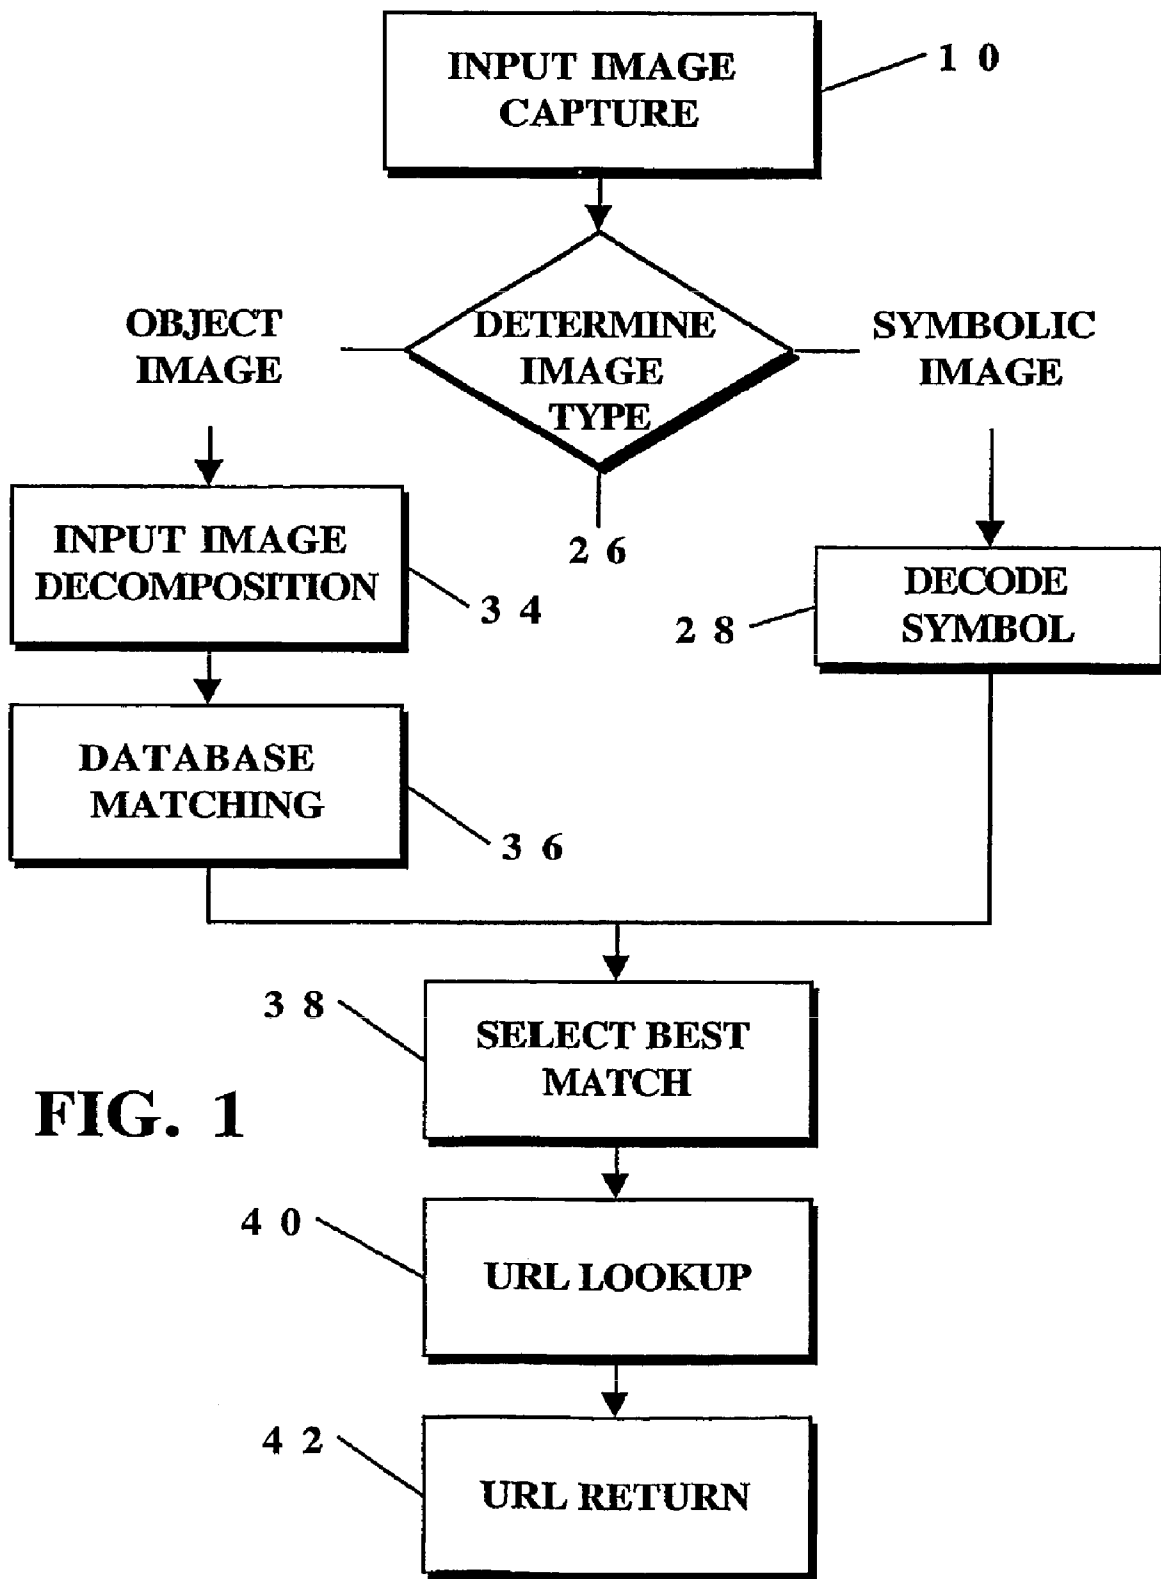 INPUT IMAGE
CAPTURE
1 0
OBJECT
IMAGE
DETERMINE
IMAGE
TYPE
SYMBOLIC
IMAGE
2 6
INPUT IMAGE
DECOMPOSITION
3 4
DECODE
SYMBOL
2 8
DATABASE
MATCHING
3 6
3 8
SELECT BEST
MATCH
FIG. 1
4 0
URL LOOKUP
4 2
URL RETURN